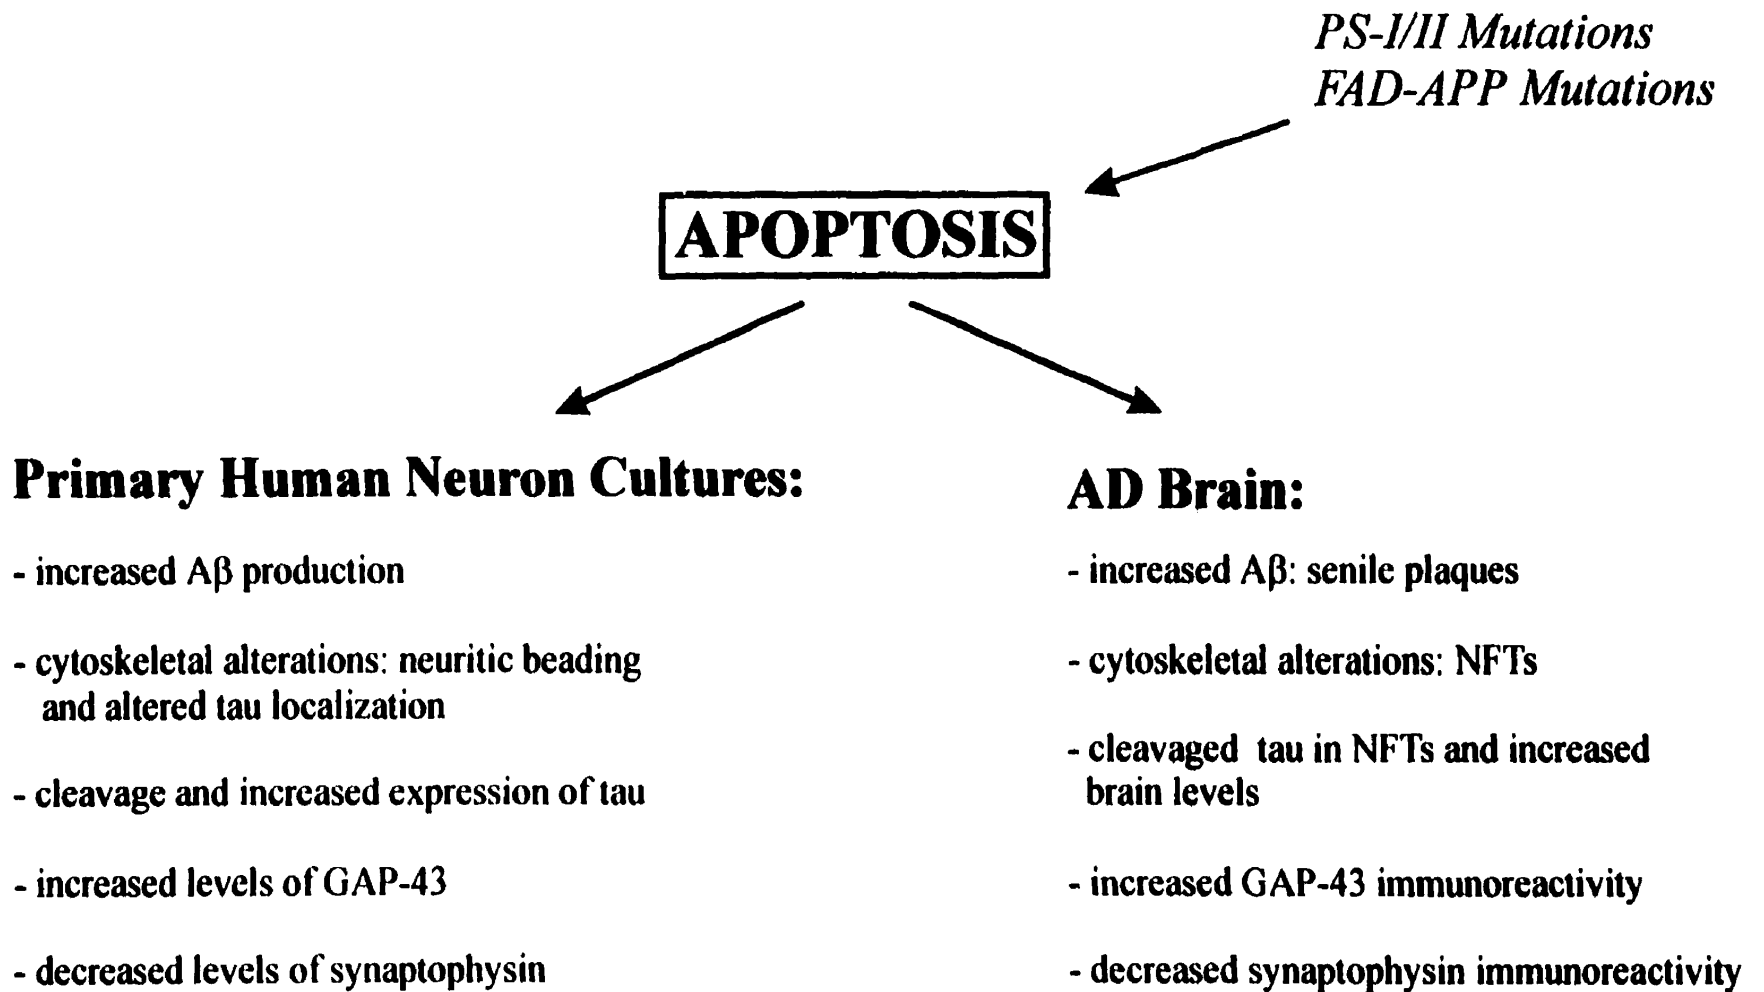 PS-I/II Mutations
FAD-APP Mutations
APOPTOSIS
Primary Human Neuron Cultures:
- increased Aβ production
- cytoskeletal alterations: neuritic beading
and altered tau localization
- cleavage and increased expression of tau
- increased levels of GAP-43
- decreased levels of synaptophysin
AD Brain:
- increased Aβ: senile plaques
- cytoskeletal alterations: NFTs
- cleavaged tau in NFTs and increased
brain levels
- increased GAP-43 immunoreactivity
- decreased synaptophysin immunoreactivity